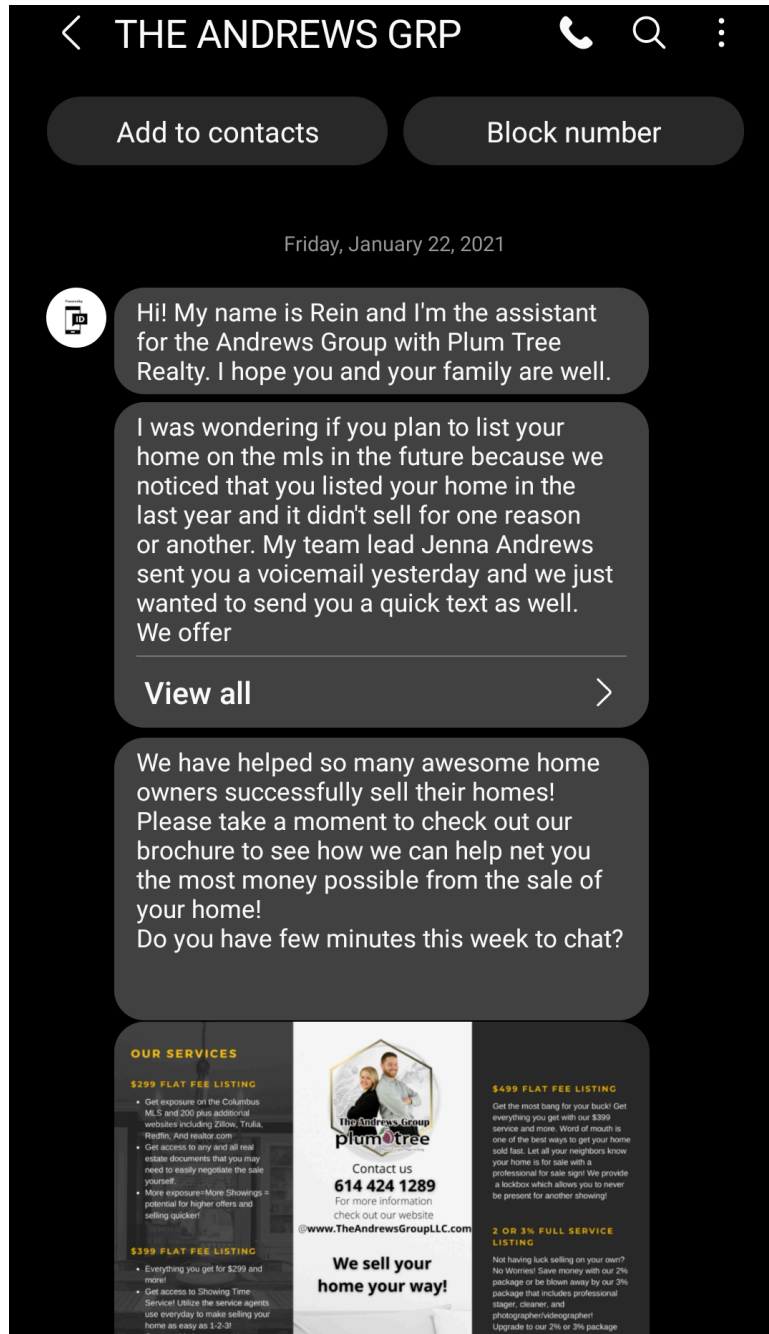 THE ANDREWS GRP
Add to contacts
Block number
Friday, January 22, 2021
ID
Hi! My name is Rein and I'm the assistant
for the Andrews Group with Plum Tree
Realty. I hope you and your family are well.
I was wondering if you plan to list your
home on the mls in the future because we
noticed that you listed your home in the
last year and it didn't sell for one reason
or another. My team lead Jenna Andrews
sent you a voicemail yesterday and we just
wanted to send you a quick text as well.
We offer
View all
We have helped so many awesome home
owners successfully sell their homes!
Please take a moment to check out our
brochure to see how we can help net you
the most money possible from the sale of
your home!
Do you have few minutes this week to chat?
OUR SERVICES
$299 FLAT FEE LISTING
• Get exposure on the Columbus
MLS and 200 plus additional
websites including Zillow, Trulia,
Redfin, And realtor.com
• Get access to any and all real
estate documents that you may
need to easily negotiate the sale
yourself.
• More exposure=More Showings =
potential for higher offers and
selling quicker!
$399 FLAT FEE LISTING
• Everything you get for $299 and
more!
• Get access to Showing Time
Service! Utilize the service agents
use everyday to make selling your
home as easy as 1-2-3!
The Andrews Group
plum tree
Contact us
614 424 1289
For more information
check out our website
@www.TheAndrewsGroupLLC.com
We sell your
home your way!
$499 FLAT FEE LISTING
Get the most bang for your buck! Get
everything you get with our $399
service and more. Word of mouth is
one of the best ways to get your home
sold fast. Let all your neighbors know
your home is for sale with a
professional for sale sign! We provide
a lockbox which allows you to never
be present for another showing!
2 OR 3% FULL SERVICE
LISTING
Not having luck selling on your own?
No Worries! Save money with our 2%
package or be blown away by our 3%
package that includes professional
stager, cleaner, and
photographer/videographer!
Upgrade to our 2% or 3% package